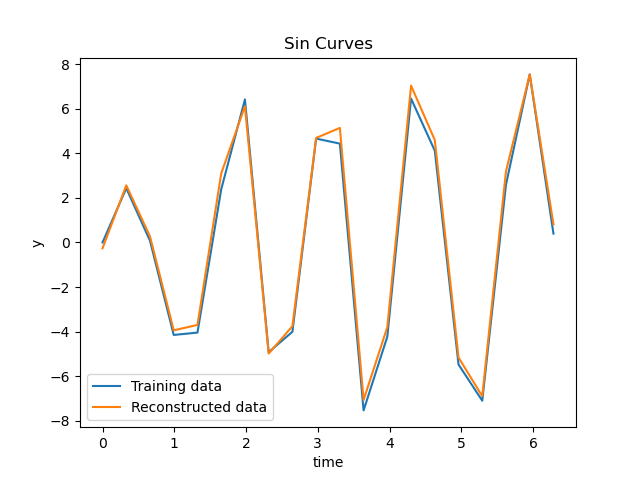 Sin Curves
8
6
4
2
0
−2
−4
−6
−8
y
Training data
Reconstructed data
0 1 2 3 4 5 6
time